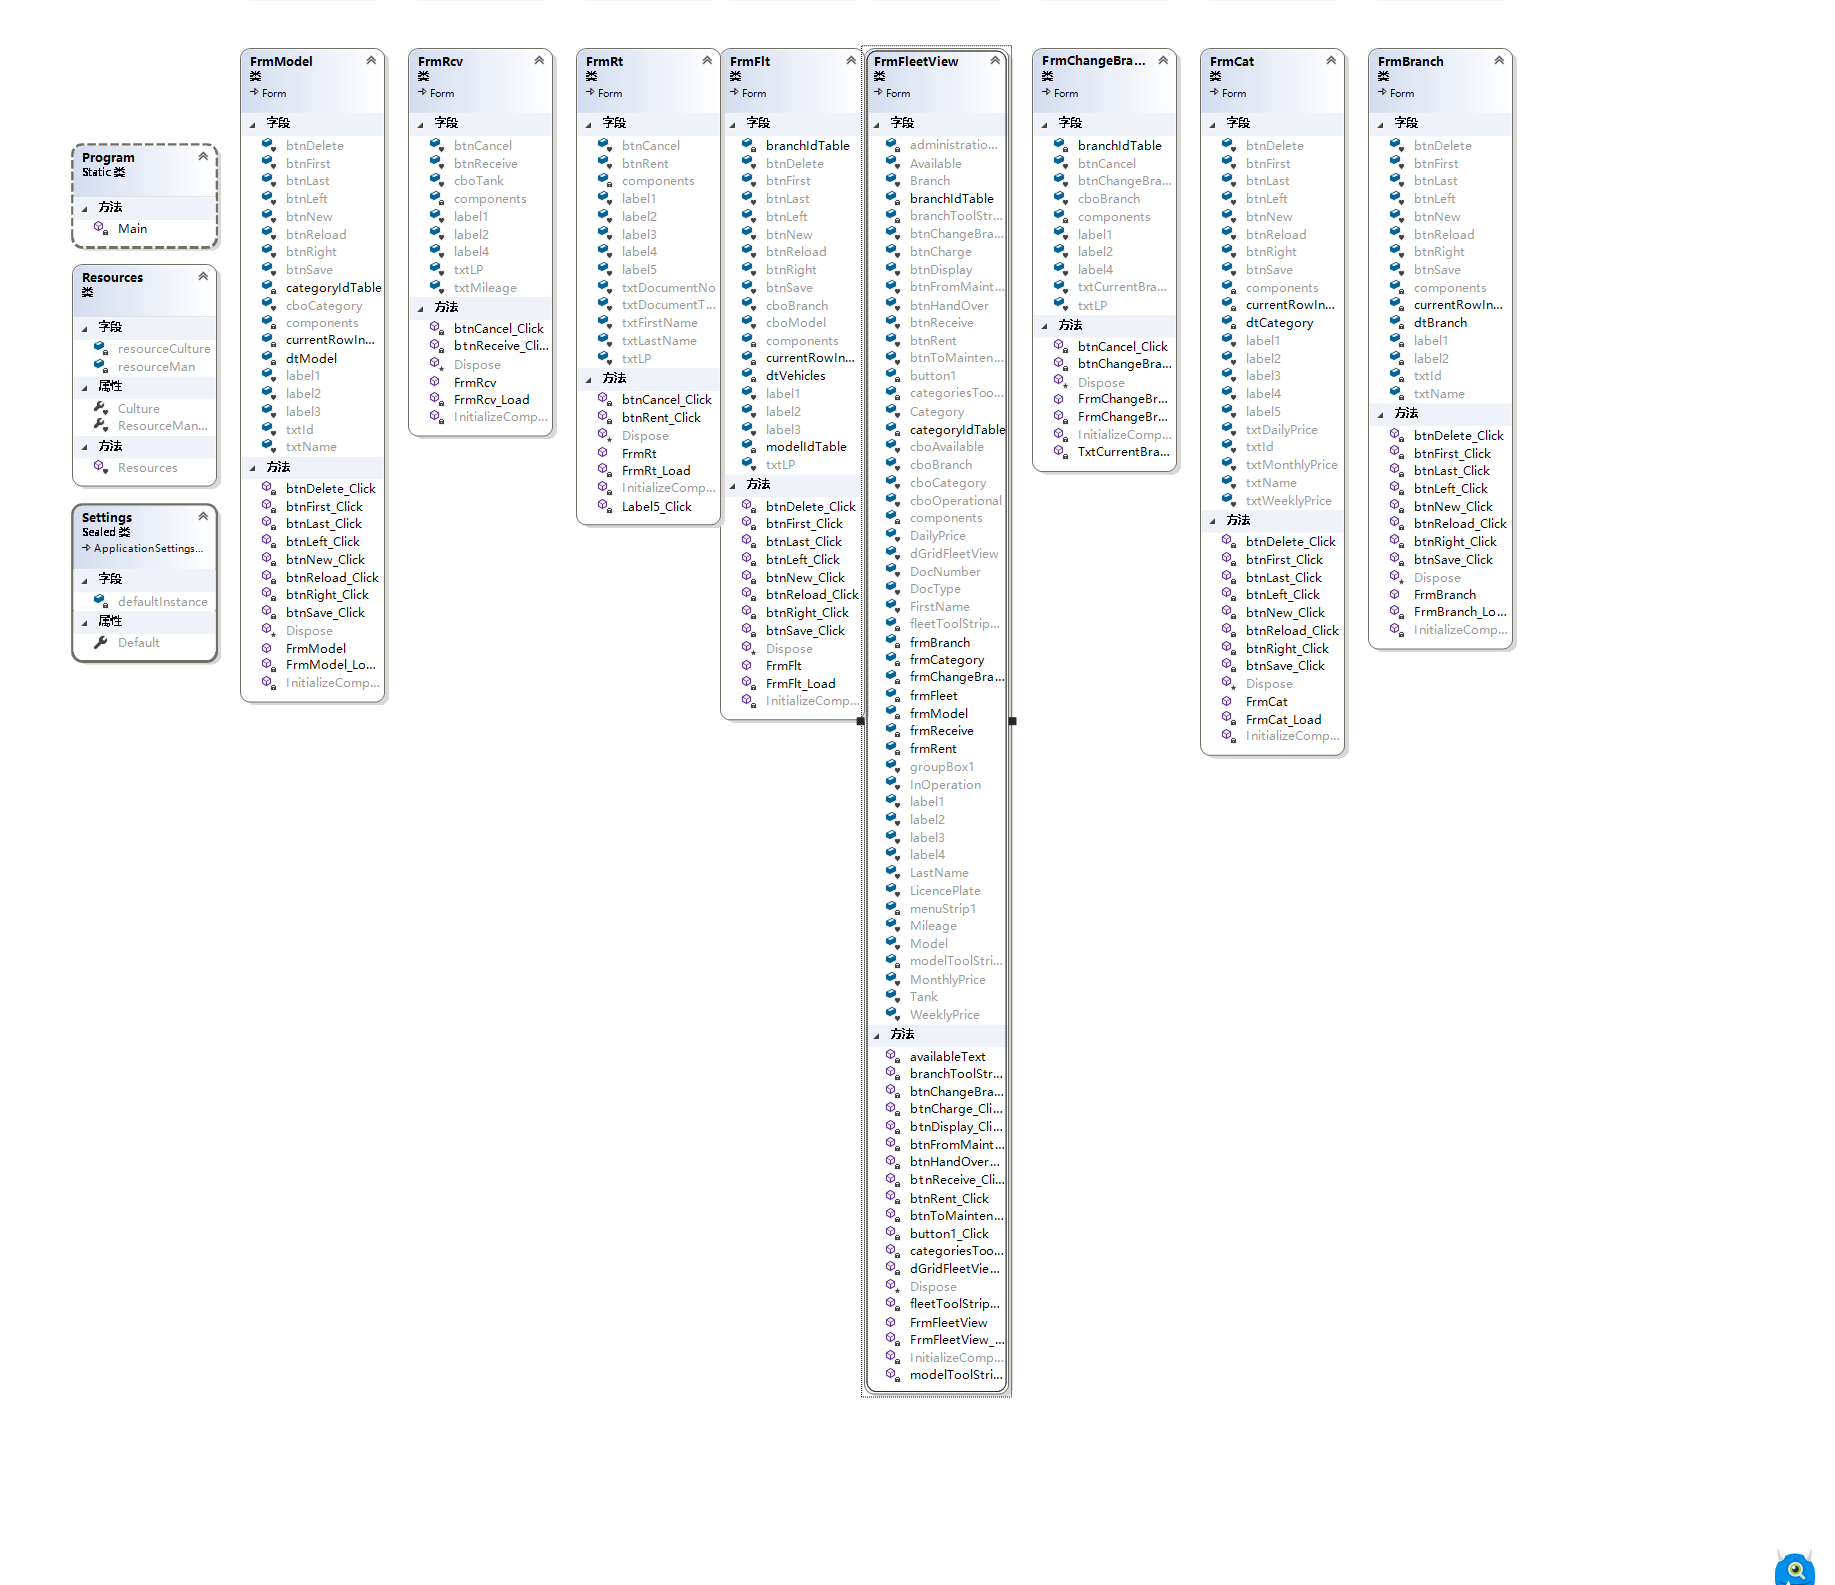 Program
Static 类
方法
Main
Resources
类
字段
resourceCulture
resourceMan
属性
Culture
ResourceMan...
方法
Resources
Settings
Sealed 类
ApplicationSettings...
字段
defaultInstance
属性
Default
FrmModel
类
Form
字段
btnDelete
btnFirst
btnLast
btnLeft
btnNew
btnReload
btnRight
btnSave
categoryIdTable
cboCategory
components
currentRowIn...
dtModel
label1
label2
label3
txtId
txtName
方法
btnDelete_Click
btnFirst_Click
btnLast_Click
btnLeft_Click
btnNew_Click
btnReload_Click
btnRight_Click
btnSave_Click
Dispose
FrmModel
FrmModel_Lo...
InitializeComp...
FrmRcv
类
Form
字段
btnCancel
btnReceive
cboTank
components
label1
label2
label4
txtLP
txtMileage
方法
btnCancel_Click
btnReceive_Cli...
Dispose
FrmRcv
FrmRcv_Load
InitializeComp...
FrmRt
类
Form
字段
btnCancel
btnRent
components
label1
label2
label3
label4
label5
txtDocumentNo
txtDocumentT...
txtFirstName
txtLastName
txtLP
方法
btnCancel_Click
btnRent_Click
Dispose
FrmRt
FrmRt_Load
InitializeComp...
Label5_Click
FrmFlt
类
Form
字段
branchIdTable
btnDelete
btnFirst
btnLast
btnLeft
btnNew
btnReload
btnRight
btnSave
cboBranch
cboModel
components
currentRowIn...
dtVehicles
label1
label2
label3
modelIdTable
txtLP
方法
btnDelete_Click
btnFirst_Click
btnLast_Click
btnLeft_Click
btnNew_Click
btnReload_Click
btnRight_Click
btnSave_Click
Dispose
FrmFlt
FrmFlt_Load
InitializeComp...
FrmFleetView
类
Form
字段
administratio...
Available
Branch
branchIdTable
branchToolStr...
btnChangeBra...
btnCharge
btnDisplay
btnFromMaint...
btnHandOver
btnReceive
btnRent
btnToMainten...
button1
categoriesToo...
Category
categoryIdTable
cboAvailable
cboBranch
cboCategory
cboOperational
components
DailyPrice
dGridFleetView
DocNumber
DocType
FirstName
fleetToolStrip...
frmBranch
frmCategory
frmChangeBra...
frmFleet
frmModel
frmReceive
frmRent
groupBox1
InOperation
label1
label2
label3
label4
LastName
LicencePlate
menuStrip1
Mileage
Model
modelToolStri...
MonthlyPrice
Tank
WeeklyPrice
方法
availableText
branchToolStr...
btnChangeBra...
btnCharge_Cli...
btnDisplay_Cli...
btnFromMaint...
btnHandOver...
btnReceive_Cli...
btnRent_Click
btnToMainten...
button1_Click
categoriesToo...
dGridFleetVie...
Dispose
fleetToolStrip...
FrmFleetView
FrmFleetView_...
InitializeComp...
modelToolStri...
FrmChangeBra...
类
Form
字段
branchIdTable
btnCancel
btnChangeBra...
cboBranch
components
label1
label2
label4
txtCurrentBra...
txtLP
方法
btnCancel_Click
btnChangeBra...
Dispose
FrmChangeBr...
FrmChangeBr...
InitializeComp...
TxtCurrentBra...
FrmCat
类
Form
字段
btnDelete
btnFirst
btnLast
btnLeft
btnNew
btnReload
btnRight
btnSave
components
currentRowIn...
dtCategory
label1
label2
label3
label4
label5
txtDailyPrice
txtId
txtMonthlyPrice
txtName
txtWeeklyPrice
方法
btnDelete_Click
btnFirst_Click
btnLast_Click
btnLeft_Click
btnNew_Click
btnReload_Click
btnRight_Click
btnSave_Click
Dispose
FrmCat
FrmCat_Load
InitializeComp...
FrmBranch
类
Form
字段
btnDelete
btnFirst
btnLast
btnLeft
btnNew
btnReload
btnRight
btnSave
components
currentRowIn...
dtBranch
label1
label2
txtId
txtName
方法
btnDelete_Click
btnFirst_Click
btnLast_Click
btnLeft_Click
btnNew_Click
btnReload_Click
btnRight_Click
btnSave_Click
Dispose
FrmBranch
FrmBranch_Lo...
InitializeComp...